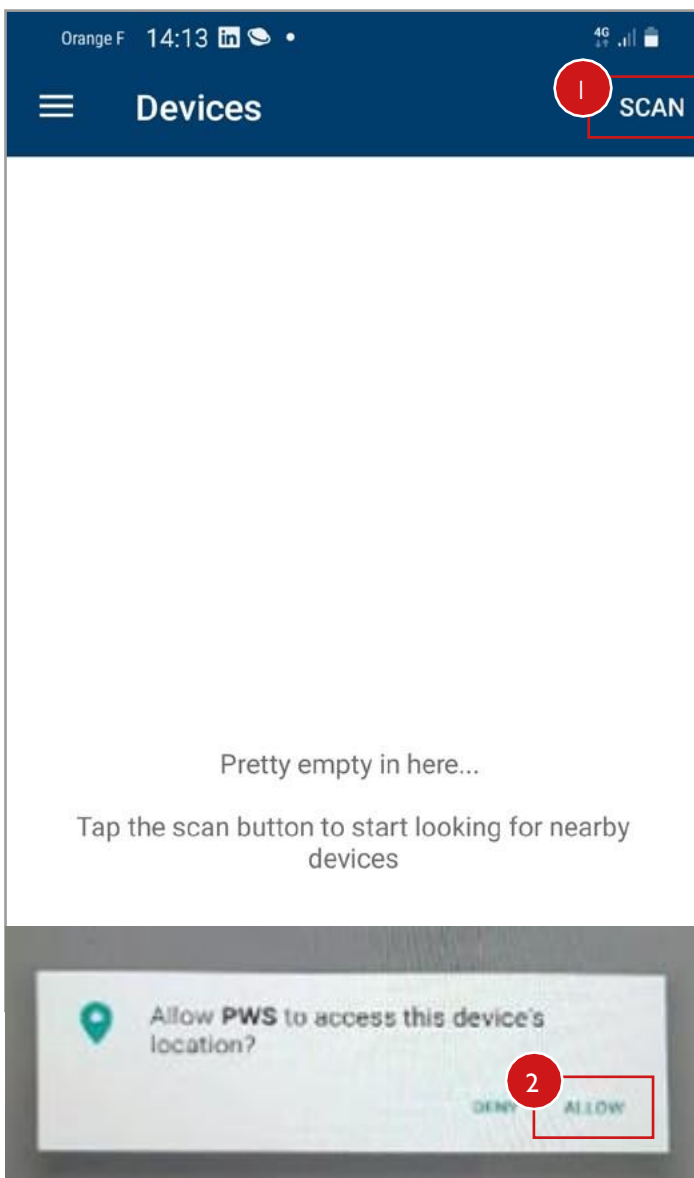 Orange F 14:13 in 4G
Devices
1
SCAN
Pretty empty in here...
Tap the scan button to start looking for nearby
devices
Allow PWS to access this device's
location?
2
DENY ALLOW